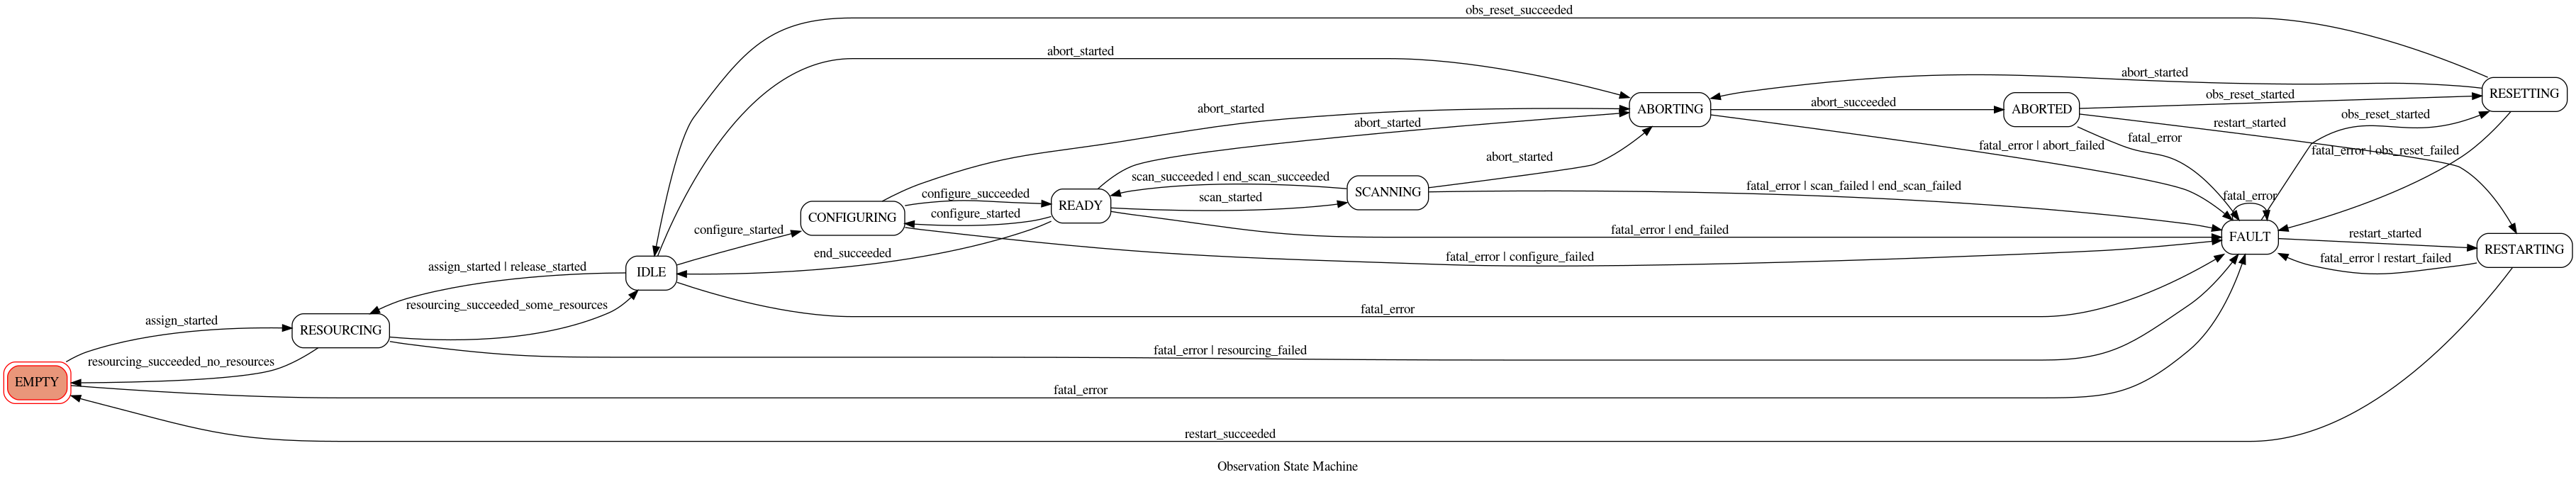 obs_reset_succeeded
abort_started
abort_started
abort_started
RESETTING
obs_reset_started
ABORTING
abort_succeeded
ABORTED
abort_started
obs_reset_started
restart_started
abort_started
fatal_error
fatal_error | abort_failed
fatal_error | obs_reset_failed
abort_started
scan_succeeded | end_scan_succeeded
SCANNING
fatal_error | scan_failed | end_scan_failed
configure_succeeded
scan_started
fatal_error
READY
configure_started
CONFIGURING
configure_started
fatal_error | end_failed
FAULT
restart_started
RESTARTING
end_succeeded
fatal_error | configure_failed
fatal_error | restart_failed
assign_started | release_started
IDLE
resourcing_succeeded_some_resources
fatal_error
assign_started
RESOURCING
fatal_error | resourcing_failed
resourcing_succeeded_no_resources
EMPTY
fatal_error
restart_succeeded
Observation State Machine